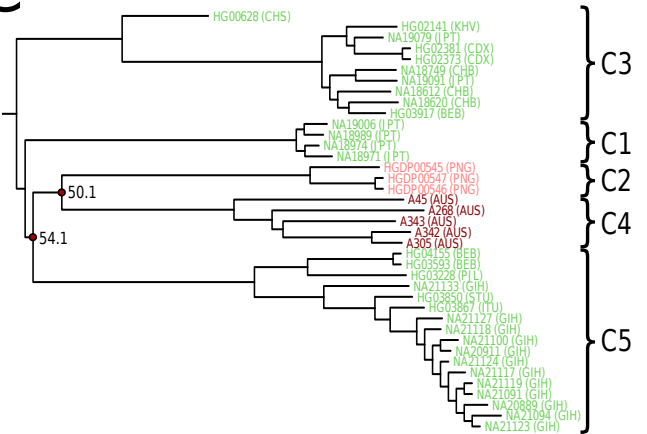 HG00628 (CHS)
HG02141 (KHV)
NA19079 (JPT)
HG02381 (CDX)
HG02373 (CDX)
NA18749 (CHB)
NA19091 (JPT)
NA18612 (CHB)
NA18620 (CHB)
HG03917 (BEB)
C3
NA19006 (JPT)
NA18989 (JPT)
NA18974 (JPT)
NA18971 (JPT)
C1
HGDP00545 (PNG)
HGDP00547 (PNG)
HGDP00546 (PNG)
C2
50.1
A45 (AUS)
A268 (AUS)
A343 (AUS)
A342 (AUS)
A305 (AUS)
C4
54.1
HG04155 (BEB)
HG03593 (BEB)
HG03228 (PJL)
NA21133 (GIH)
HG03850 (STU)
HG03867 (ITU)
NA21127 (GIH)
NA21118 (GIH)
NA21100 (GIH)
NA20911 (GIH)
NA21124 (GIH)
NA21117 (GIH)
NA21119 (GIH)
NA21091 (GIH)
NA20889 (GIH)
NA21094 (GIH)
NA21123 (GIH)
C5